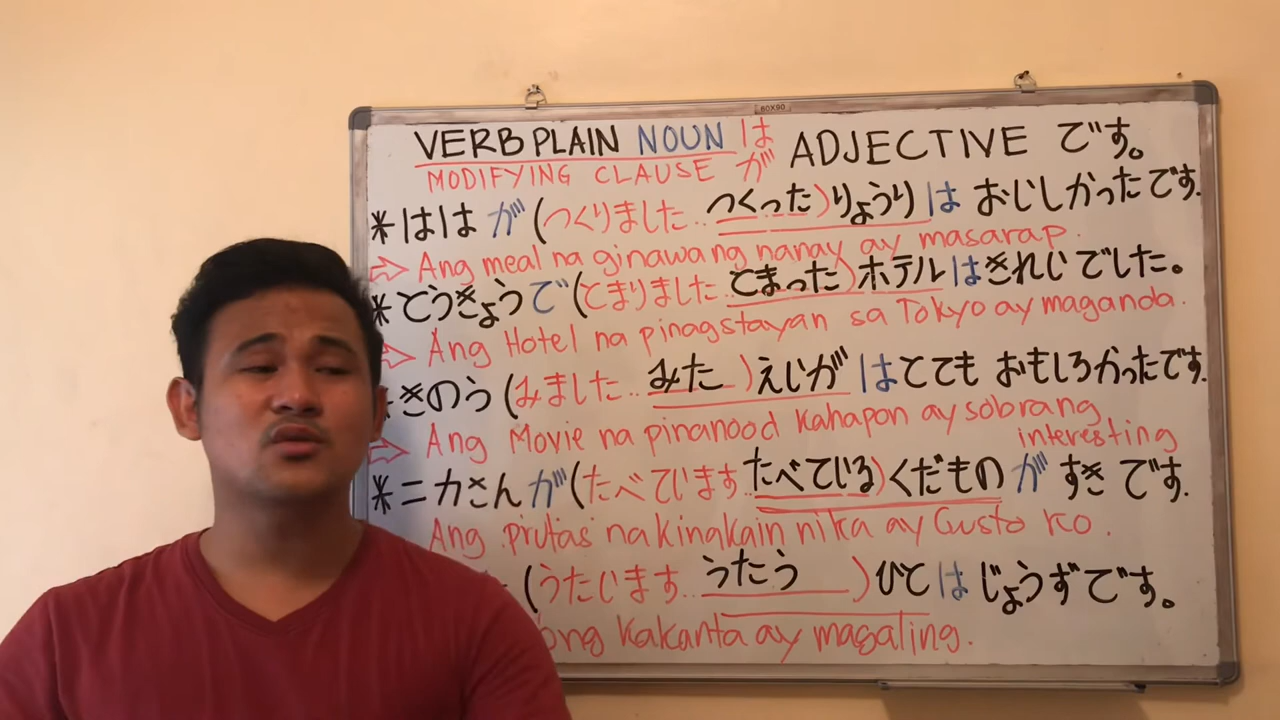 60X90
VERB PLAIN NOUN は ADJECTIVE です。
MODIFYING CLAUSE が
*はは が (つくりました.. つくった) りょうり は おいしかったです.
⇨ Ang meal na ginawa ng nanay ay masarap.
*とうきょうで (とまりました.. とまった) ホテル はきれいでした。
⇨ Ang Hotel na pinagstayan sa Tokyo ay maganda.
きのう (みました.. みた) えいが は とても おもしろかったです.
⇨ Ang Movie na pinanood kahapon ay sobrang interesting
*ニカさん が (たべています.. たべている) くだもの が すき です.
Ang prutas na kinakain ni ka ay Gusto ko.
(うたいます.. うたう) ひと は じょうずです。
ong kakanta ay magaling.